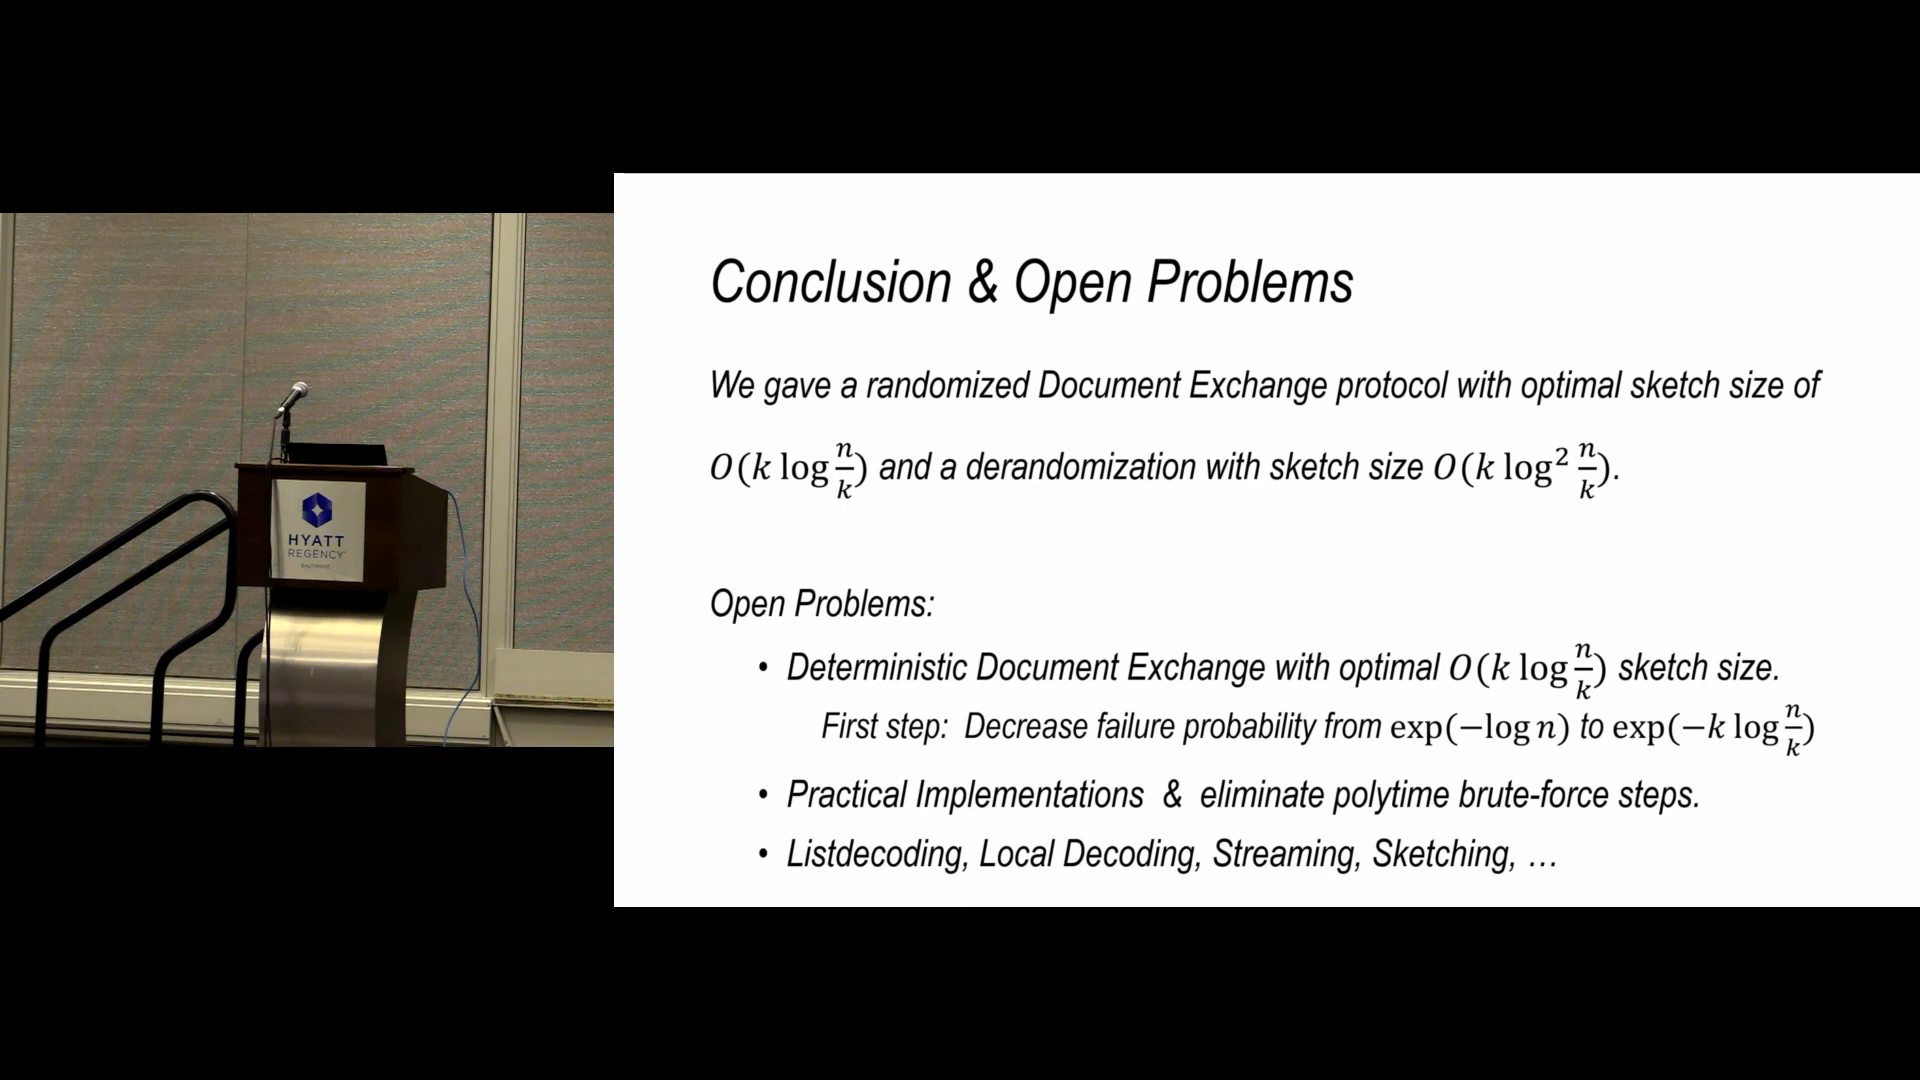 HYATT
REGENCY
BALTIMORE
Conclusion & Open Problems
We gave a randomized Document Exchange protocol with optimal sketch size of
O(k log n/k) and a derandomization with sketch size O(k log² n/k).
Open Problems:
• Deterministic Document Exchange with optimal O(k log n/k) sketch size.
First step: Decrease failure probability from exp(−log n) to exp(−k log n/k)
• Practical Implementations & eliminate polytime brute-force steps.
• Listdecoding, Local Decoding, Streaming, Sketching, …